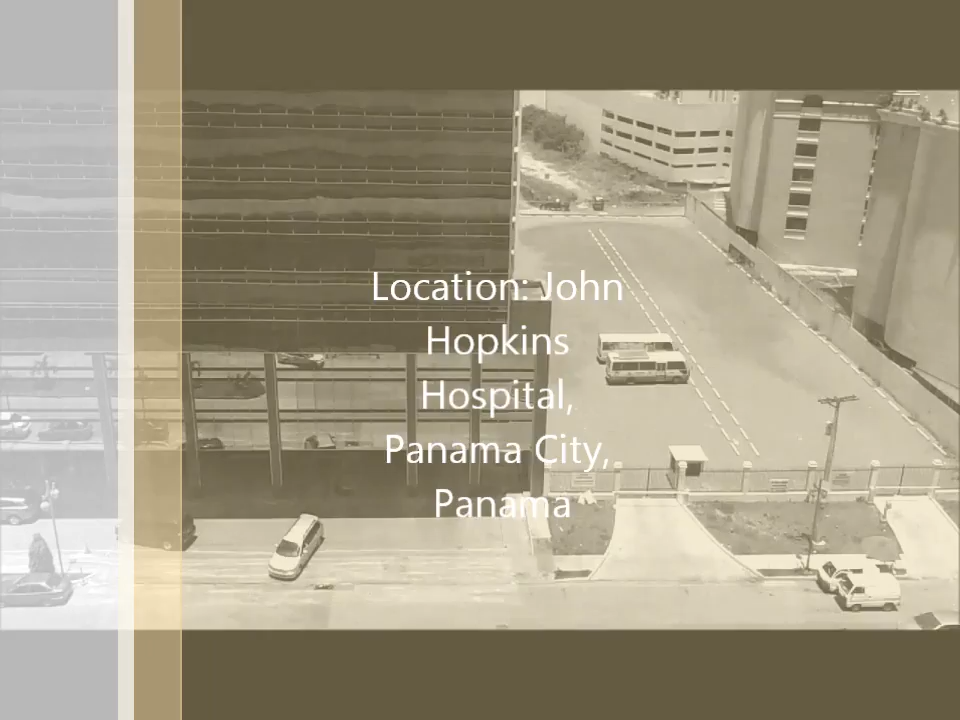 Location: John
Hopkins
Hospital,
Panama City,
Panama